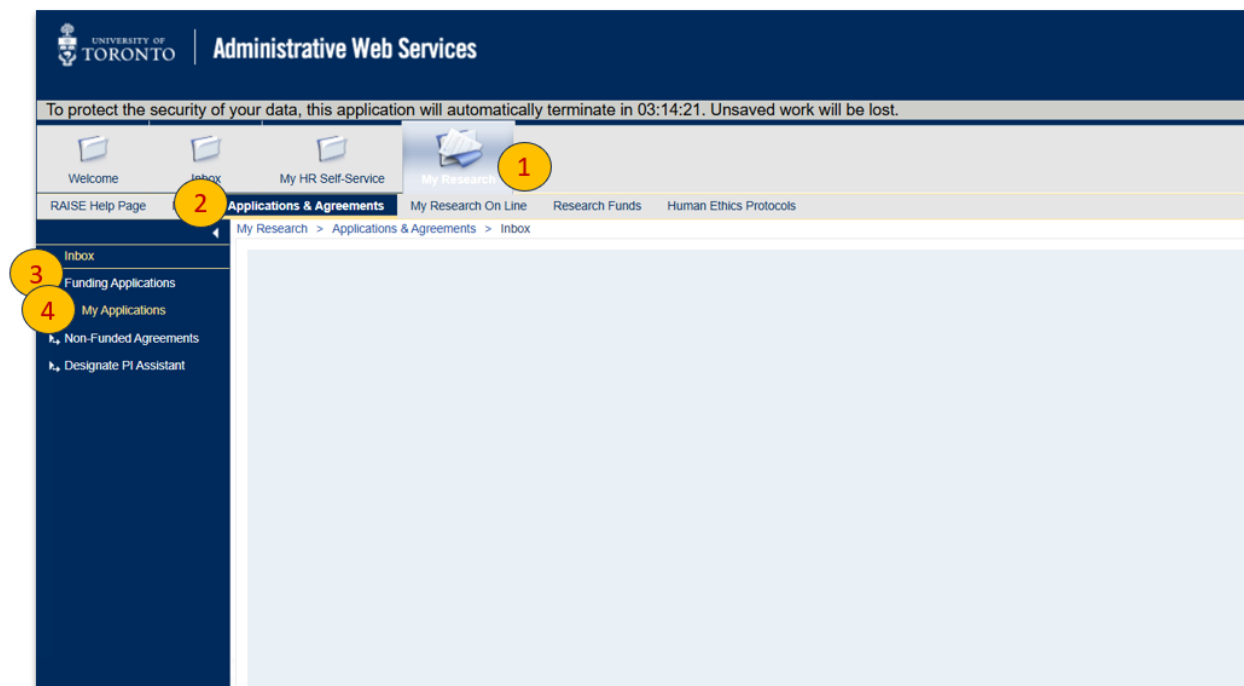 UNIVERSITY OF
TORONTO
Administrative Web Services
To protect the security of your data, this application will automatically terminate in 03:14:21. Unsaved work will be lost.
Welcome
Inbox
My HR Self-Service
My Research
1
RAISE Help Page
2
Applications & Agreements
My Research On Line
Research Funds
Human Ethics Protocols
My Research > Applications & Agreements > Inbox
Inbox
3
Funding Applications
4
My Applications
Non-Funded Agreements
Designate PI Assistant